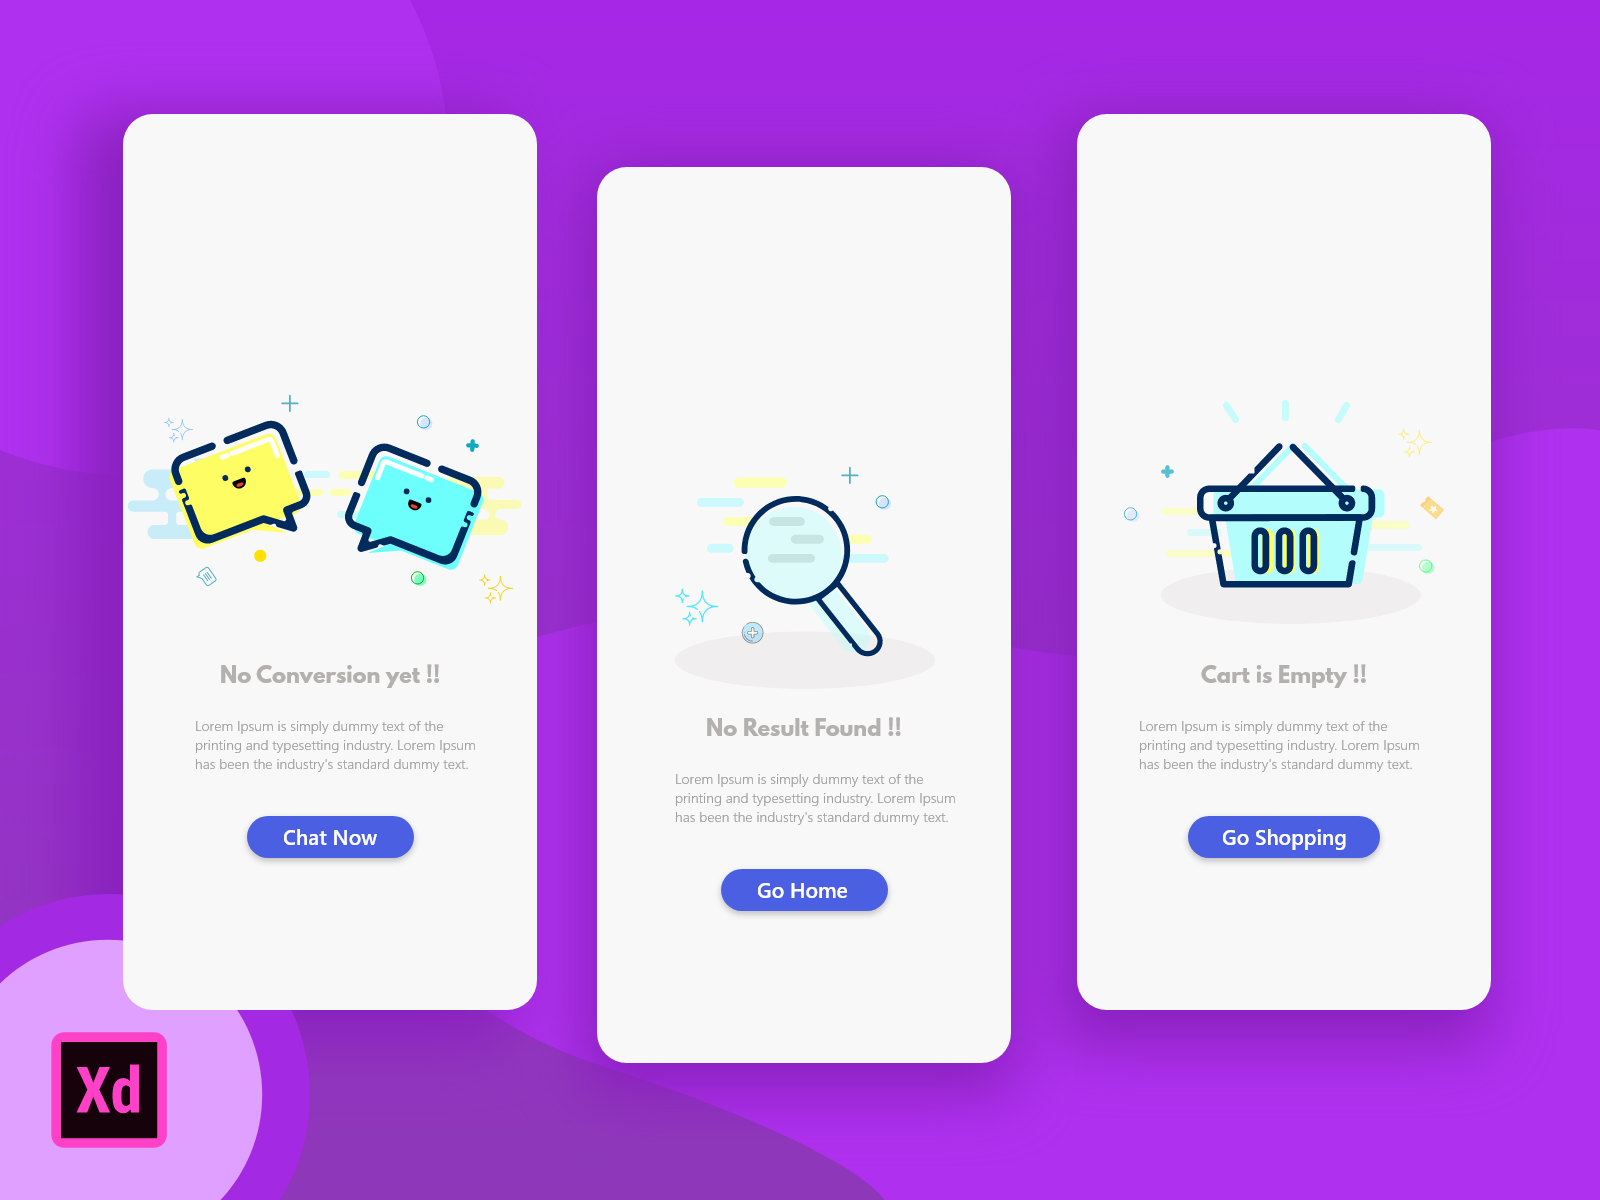 No Conversion yet !!
Lorem Ipsum is simply dummy text of the
printing and typesetting industry. Lorem Ipsum
has been the industry's standard dummy text.
Chat Now
No Result Found !!
Lorem Ipsum is simply dummy text of the
printing and typesetting industry. Lorem Ipsum
has been the industry's standard dummy text.
Go Home
Cart is Empty !!
Lorem Ipsum is simply dummy text of the
printing and typesetting industry. Lorem Ipsum
has been the industry's standard dummy text.
Go Shopping
Xd